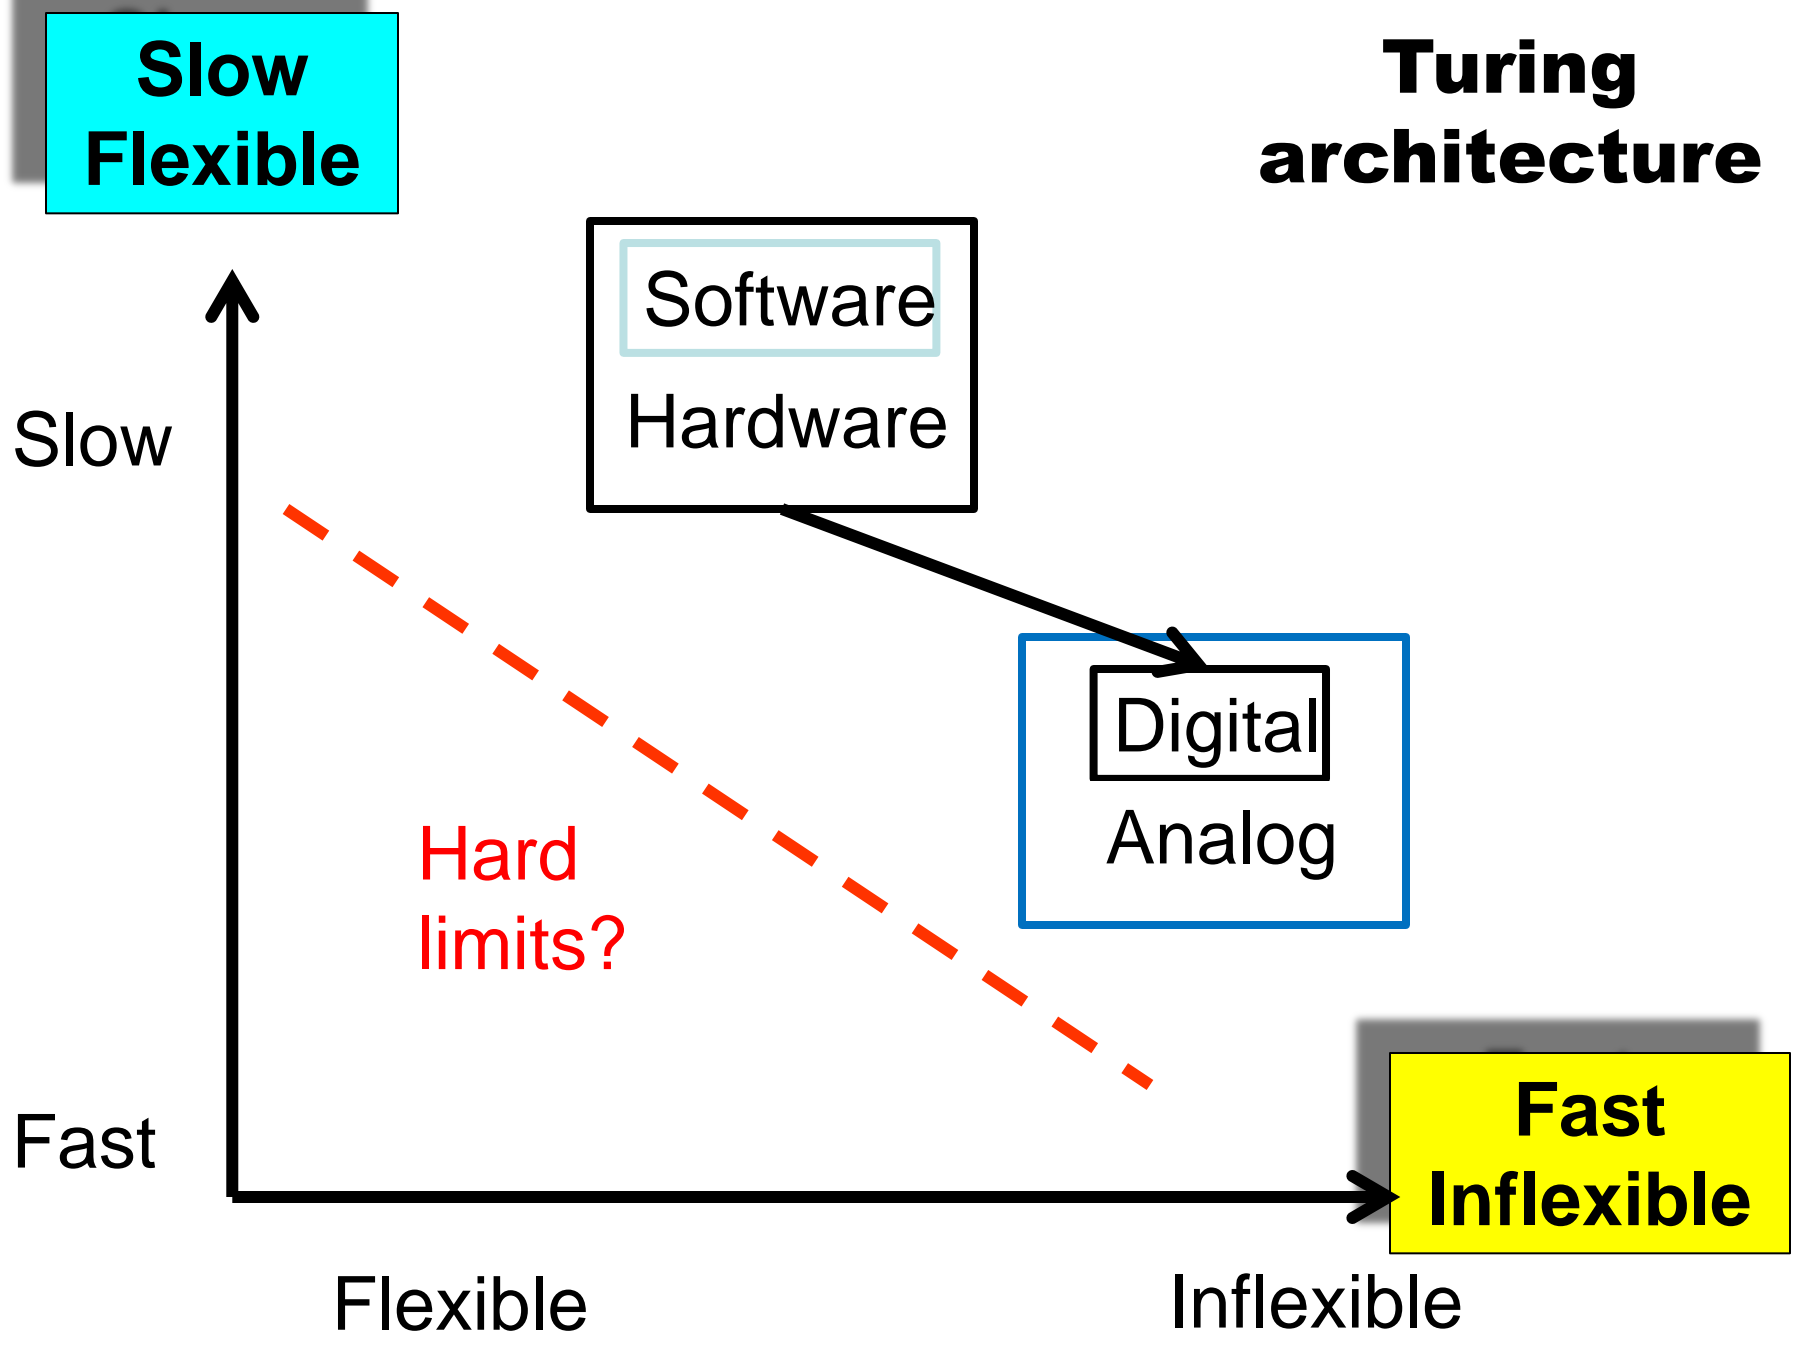 Slow
Flexible
Turing
architecture
Software
Hardware
Slow
Digital
Analog
Hard
limits?
Fast
Fast
Inflexible
Flexible
Inflexible